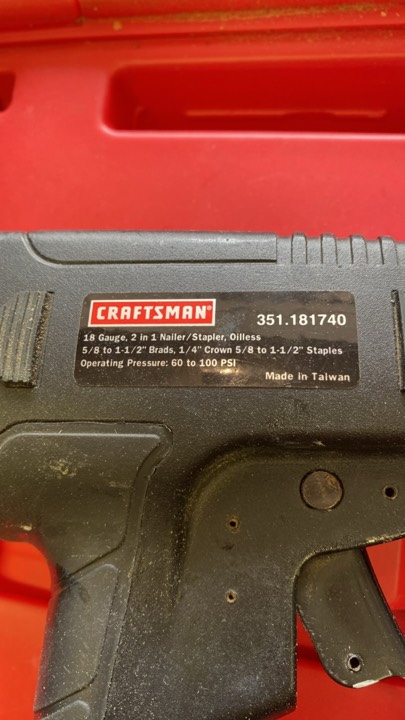 CRAFTSMAN®
351.181740
18 Gauge, 2 in 1 Nailer/Stapler, Oilless
5/8 to 1-1/2" Brads, 1/4" Crown 5/8 to 1-1/2" Staples
Operating Pressure: 60 to 100 PSI
Made in Taiwan